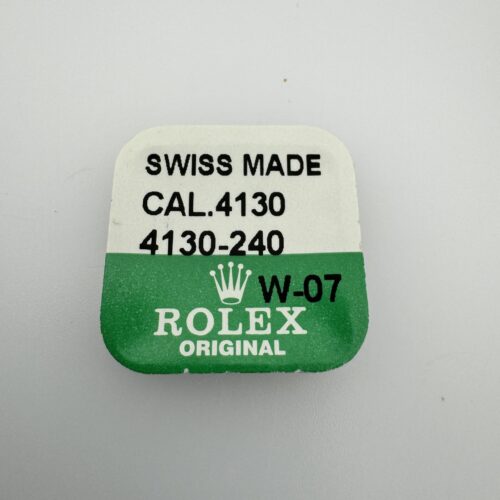 SWISS MADE
CAL.4130
4130-240
W-07
ROLEX
ORIGINAL